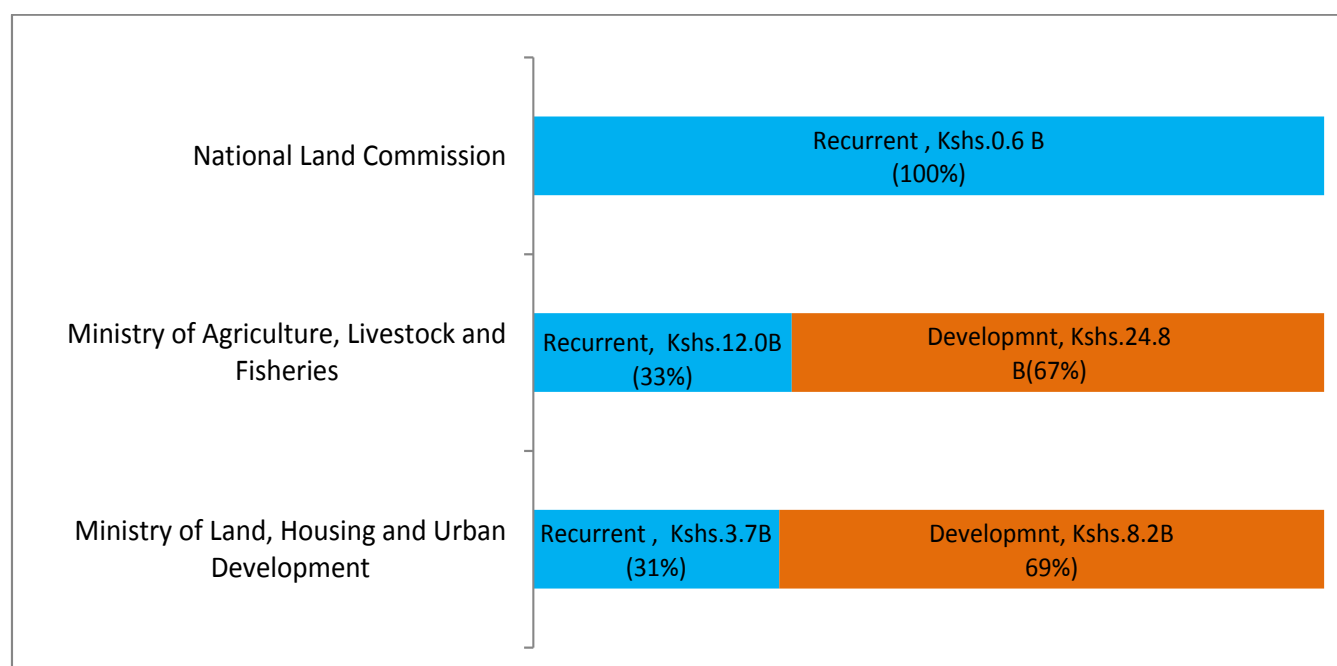 National Land Commission
Recurrent , Kshs.0.6 B
(100%)
Ministry of Agriculture, Livestock and
Fisheries
Recurrent, Kshs.12.0B
(33%)
Developmnt, Kshs.24.8
B(67%)
Ministry of Land, Housing and Urban
Development
Recurrent , Kshs.3.7B
(31%)
Developmnt, Kshs.8.2B
69%)